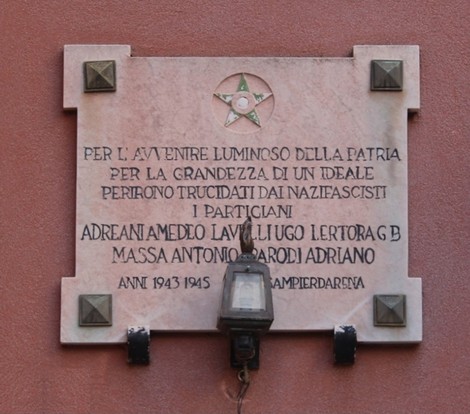 PER L'AVVENIRE LUMINOSO DELLA PATRIA
PER LA GRANDEZZA DI UN IDEALE
PERIRONO TRUCIDATI DAI NAZIFASCISTI
I PARTIGIANI
ADREANI AMEDEO LAVELLI UGO LERTORA G B
MASSA ANTONIO PARODI ADRIANO
ANNI 1943 1945 SAMPIERDARENA